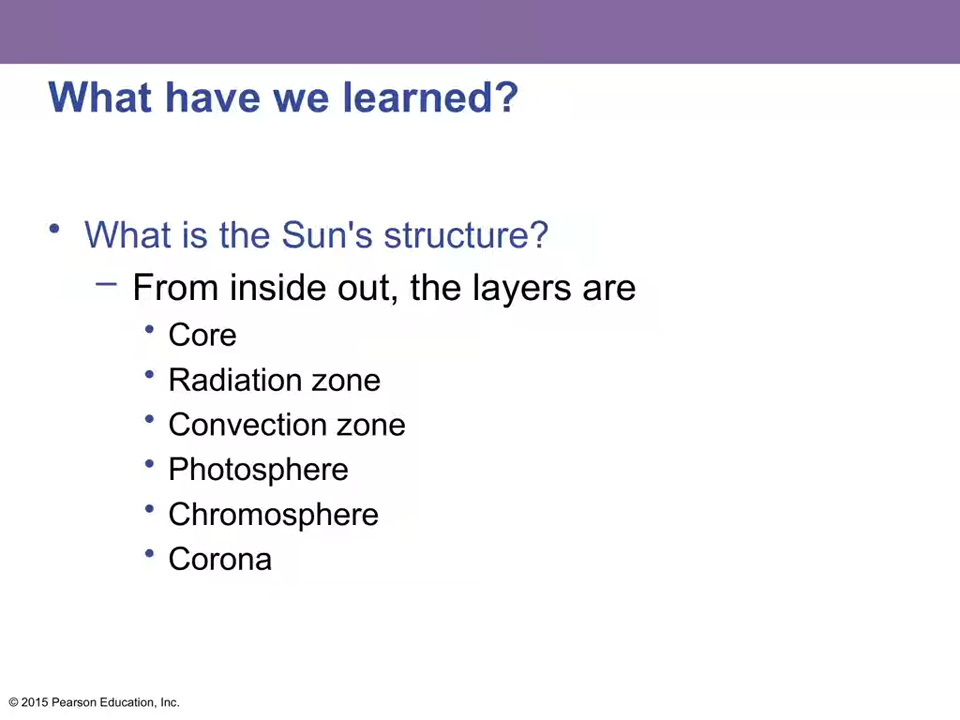 What have we learned?
• What is the Sun's structure?
– From inside out, the layers are
• Core
• Radiation zone
• Convection zone
• Photosphere
• Chromosphere
• Corona
© 2015 Pearson Education, Inc.